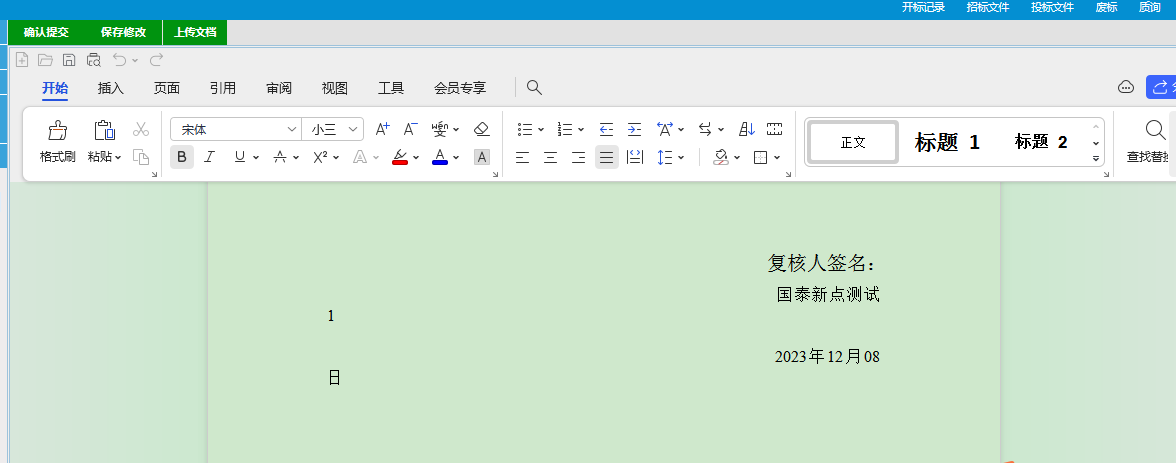 开标记录 招标文件 投标文件 废标 质询
确认提交 保存修改 上传文档
开始 插入 页面 引用 审阅 视图 工具 会员专享
格式刷 粘贴 宋体 小三 A+ A- wén 变
B I U A X² A A A A
正文 标题 1 标题 2 查找替换
复核人签名：
国泰新点测试
1
2023年12月08
日